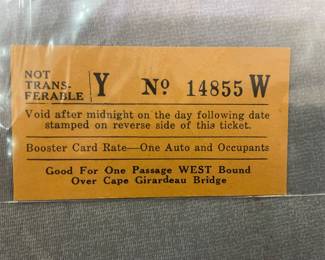 NOT
TRANS-
FERABLE
Y No 14855 W
Void after midnight on the day following date
stamped on reverse side of this ticket.
Booster Card Rate—One Auto and Occupants
Good For One Passage WEST Bound
Over Cape Girardeau Bridge